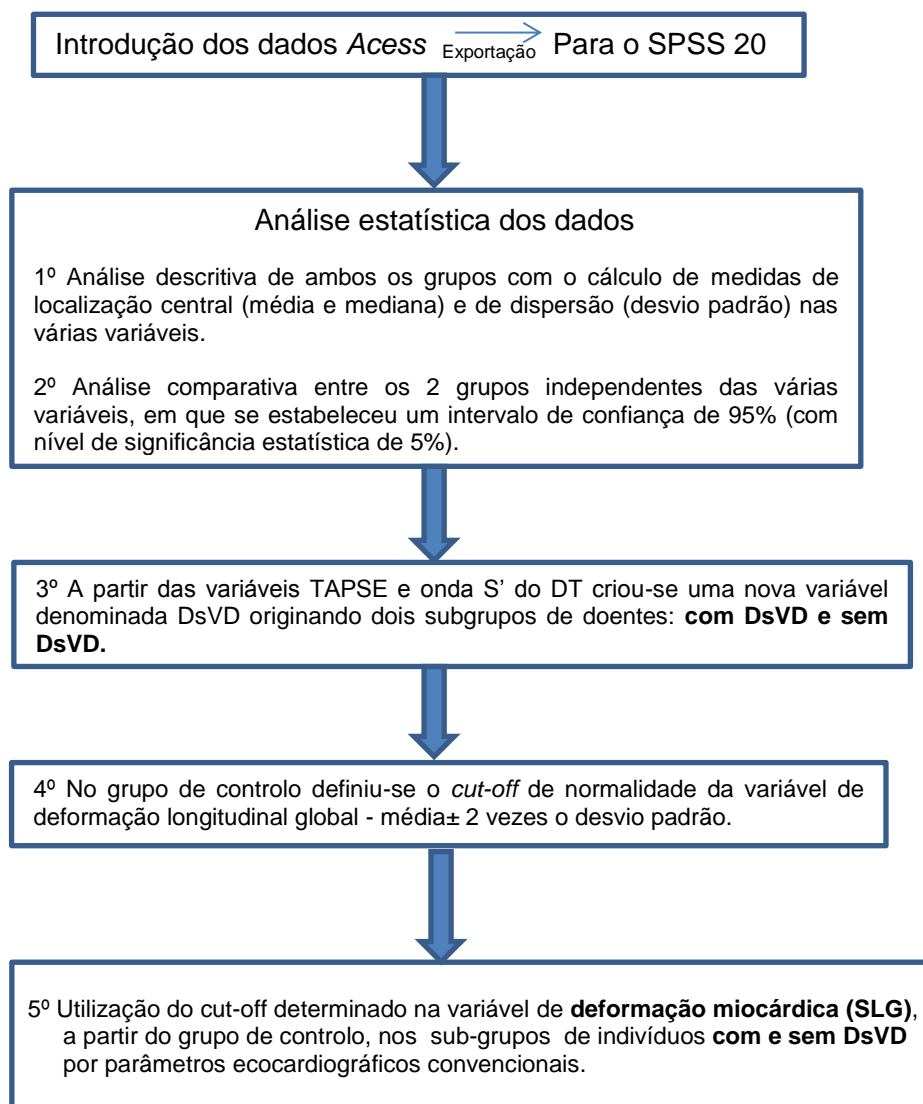 Introdução dos dados Acess Exportação Para o SPSS 20
Análise estatística dos dados
1º Análise descritiva de ambos os grupos com o cálculo de medidas de
localização central (média e mediana) e de dispersão (desvio padrão) nas
várias variáveis.
2º Análise comparativa entre os 2 grupos independentes das várias
variáveis, em que se estabeleceu um intervalo de confiança de 95% (com
nível de significância estatística de 5%).
3º A partir das variáveis TAPSE e onda S’ do DT criou-se uma nova variável
denominada DsVD originando dois subgrupos de doentes: com DsVD e sem
DsVD.
4º No grupo de controlo definiu-se o cut-off de normalidade da variável de
deformação longitudinal global - média± 2 vezes o desvio padrão.
5º Utilização do cut-off determinado na variável de deformação miocárdica (SLG),
a partir do grupo de controlo, nos sub-grupos de indivíduos com e sem DsVD
por parâmetros ecocardiográficos convencionais.